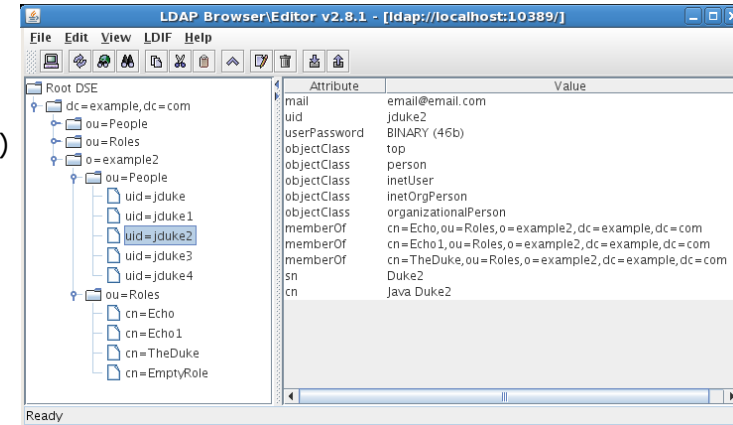 LDAP Browser\Editor v2.8.1 - [ldap://localhost:10389/]
File Edit View LDIF Help
)
Root DSE
dc=example,dc=com
ou=People
ou=Roles
o=example2
ou=People
uid=jduke
uid=jduke1
uid=jduke2
uid=jduke3
uid=jduke4
ou=Roles
cn=Echo
cn=Echo1
cn=TheDuke
cn=EmptyRole
Attribute Value
mail email@email.com
uid jduke2
userPassword BINARY (46b)
objectClass top
objectClass person
objectClass inetUser
objectClass inetOrgPerson
objectClass organizationalPerson
memberOf cn=Echo,ou=Roles,o=example2,dc=example,dc=com
memberOf cn=Echo1,ou=Roles,o=example2,dc=example,dc=com
memberOf cn=TheDuke,ou=Roles,o=example2,dc=example,dc=com
sn Duke2
cn Java Duke2
Ready